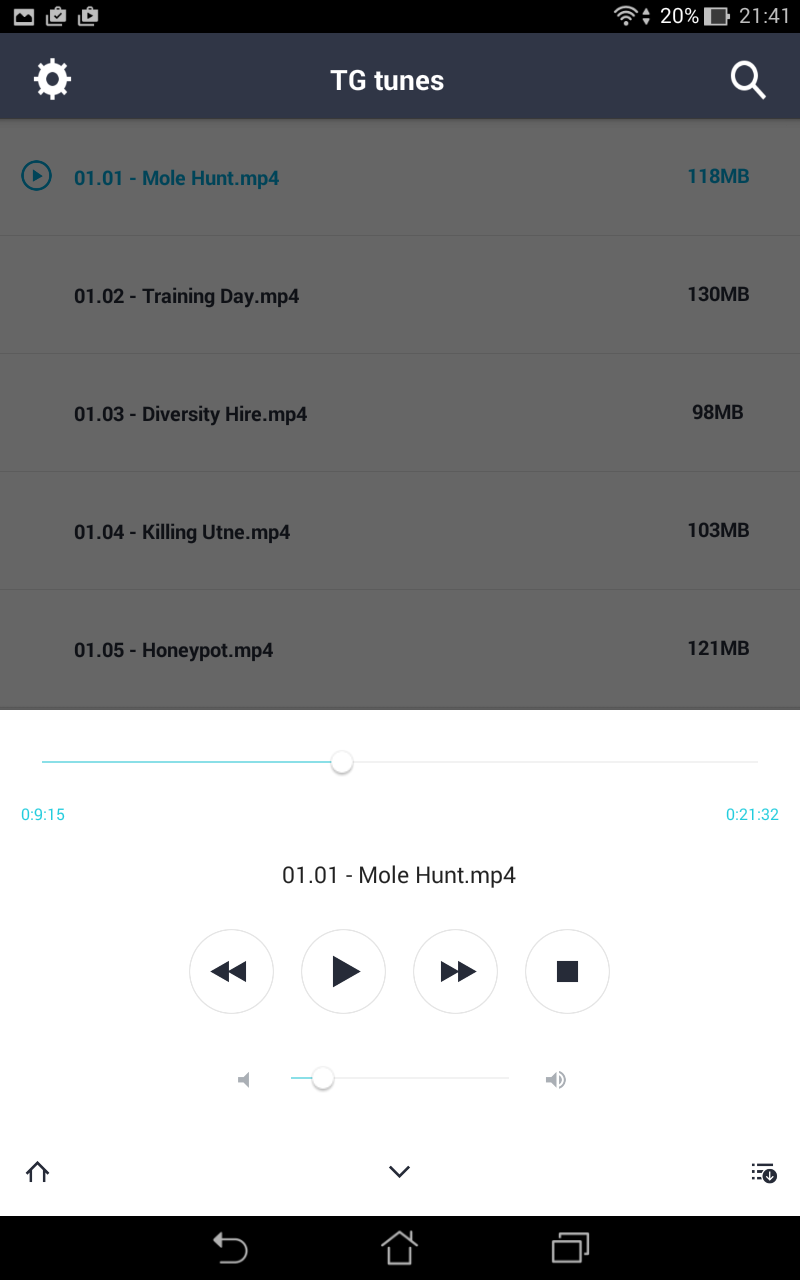 20% 21:41
TG tunes
01.01 - Mole Hunt.mp4 118MB
01.02 - Training Day.mp4 130MB
01.03 - Diversity Hire.mp4 98MB
01.04 - Killing Utne.mp4 103MB
01.05 - Honeypot.mp4 121MB
0:9:15 0:21:32
01.01 - Mole Hunt.mp4